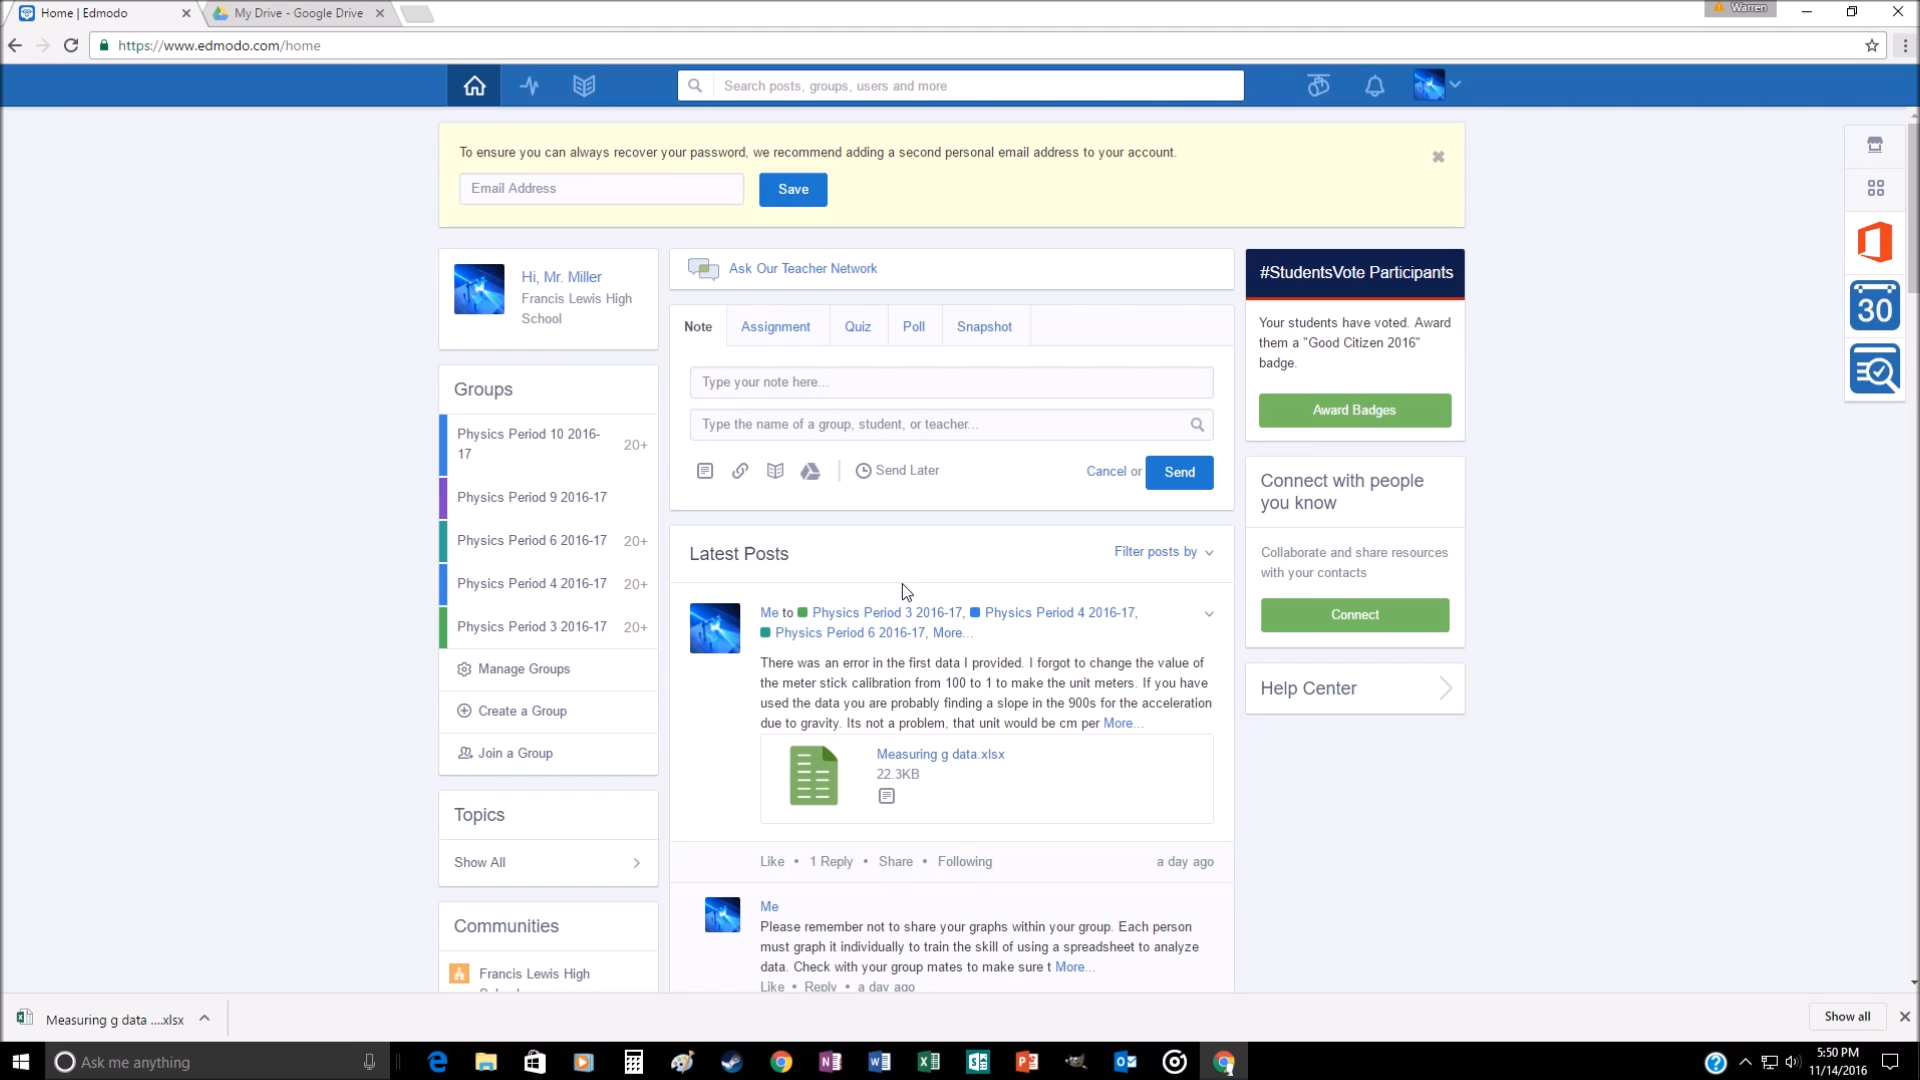 Home | Edmodo
My Drive - Google Drive
Warren
https://www.edmodo.com/home
Search posts, groups, users and more
To ensure you can always recover your password, we recommend adding a second personal email address to your account.
Email Address
Save
Hi, Mr. Miller
Francis Lewis High
School
Groups
Physics Period 10 2016-
17
20+
Physics Period 9 2016-17
Physics Period 6 2016-17 20+
Physics Period 4 2016-17 20+
Physics Period 3 2016-17 20+
Manage Groups
Create a Group
Join a Group
Topics
Show All
Communities
Francis Lewis High
Ask Our Teacher Network
Note Assignment Quiz Poll Snapshot
Type your note here...
Type the name of a group, student, or teacher...
Send Later
Cancel or Send
Latest Posts
Filter posts by
Me to Physics Period 3 2016-17, Physics Period 4 2016-17,
Physics Period 6 2016-17, More...
There was an error in the first data I provided. I forgot to change the value of
the meter stick calibration from 100 to 1 to make the unit meters. If you have
used the data you are probably finding a slope in the 900s for the acceleration
due to gravity. Its not a problem, that unit would be cm per More...
Measuring g data.xlsx
22.3KB
Like • 1 Reply • Share • Following a day ago
Me
Please remember not to share your graphs within your group. Each person
must graph it individually to train the skill of using a spreadsheet to analyze
data. Check with your group mates to make sure t More...
Like • Reply • a day ago
#StudentsVote Participants
Your students have voted. Award
them a "Good Citizen 2016"
badge.
Award Badges
Connect with people
you know
Collaborate and share resources
with your contacts
Connect
Help Center
30
Measuring g data ....xlsx
Show all
Ask me anything
5:50 PM
11/14/2016